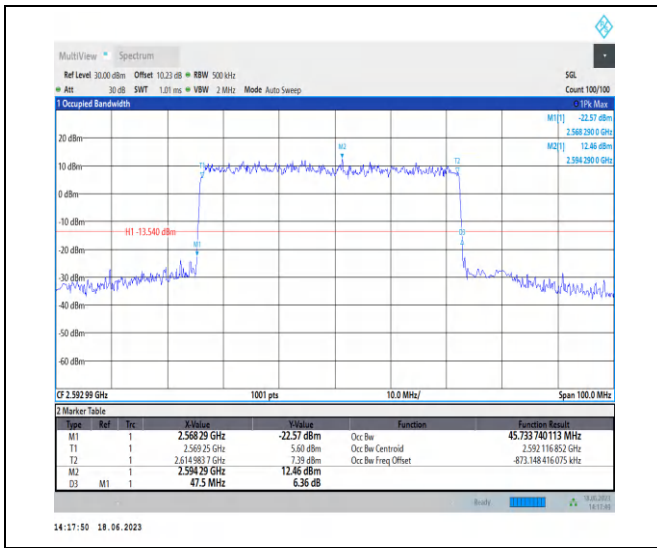 MultiView Spectrum
Ref Level 30.00 dBm Offset 10.23 dB RBW 500 kHz SGL
Att 30 dB SWT 1.01 ms VBW 2 MHz Mode Auto Sweep Count 100/100
1 Occupied Bandwidth 1Pk Max
M1[1] -22.57 dBm
2.568 290 0 GHz
M2[1] 12.46 dBm
2.594 290 0 GHz
20 dBm
M2
T1
T2
10 dBm
0 dBm
-10 dBm
H1 -13.540 dBm
D3
M1
-20 dBm
-30 dBm
-40 dBm
-50 dBm
-60 dBm
CF 2.592 99 GHz 1001 pts 10.0 MHz/ Span 100.0 MHz
2 Marker Table
Type Ref Trc X-Value Y-Value Function Function Result
M1 1 2.568 29 GHz -22.57 dBm Occ Bw 45.733 740 113 MHz
T1 1 2.569 25 GHz 5.60 dBm Occ Bw Centroid 2.592 116 852 GHz
T2 1 2.614 983 7 GHz 7.39 dBm Occ Bw Freq Offset -873.148 416 075 kHz
M2 1 2.594 29 GHz 12.46 dBm
D3 M1 1 47.5 MHz 6.36 dB
Ready 18.06.2023
14:17:50 18.06.2023